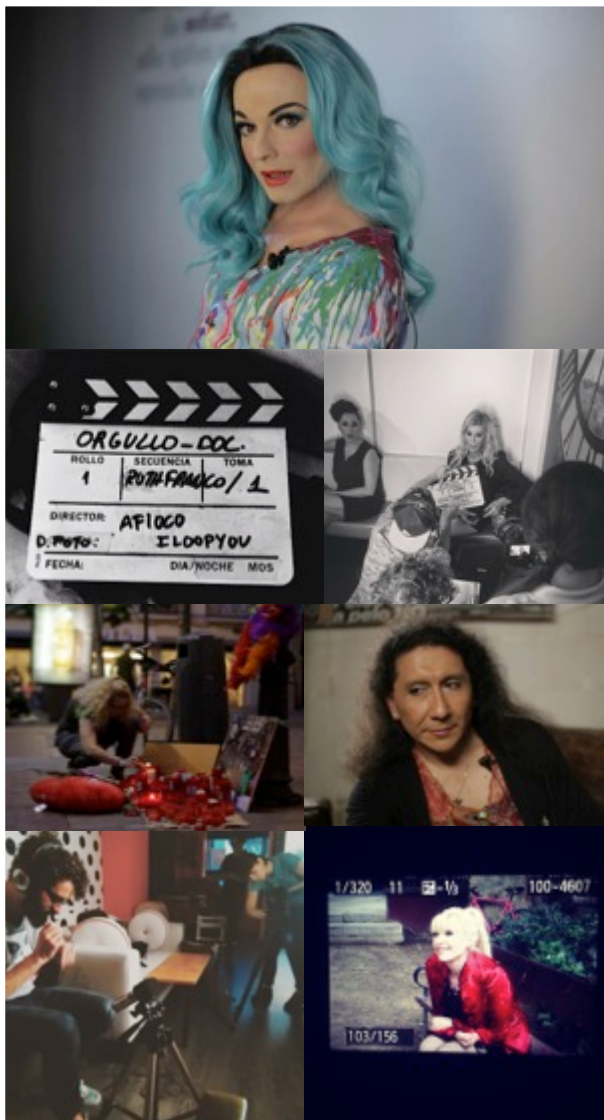 ORGULLO-DOC.
ROLLO SECUENCIA TOMA
1 RUTH FRANCO / 1
DIRECTOR: AFIOCO
D. FOTO: ILOOPYOU
FECHA: DIA/NOCHE MOS
1/320 11 -1/3 100-4607
103/156